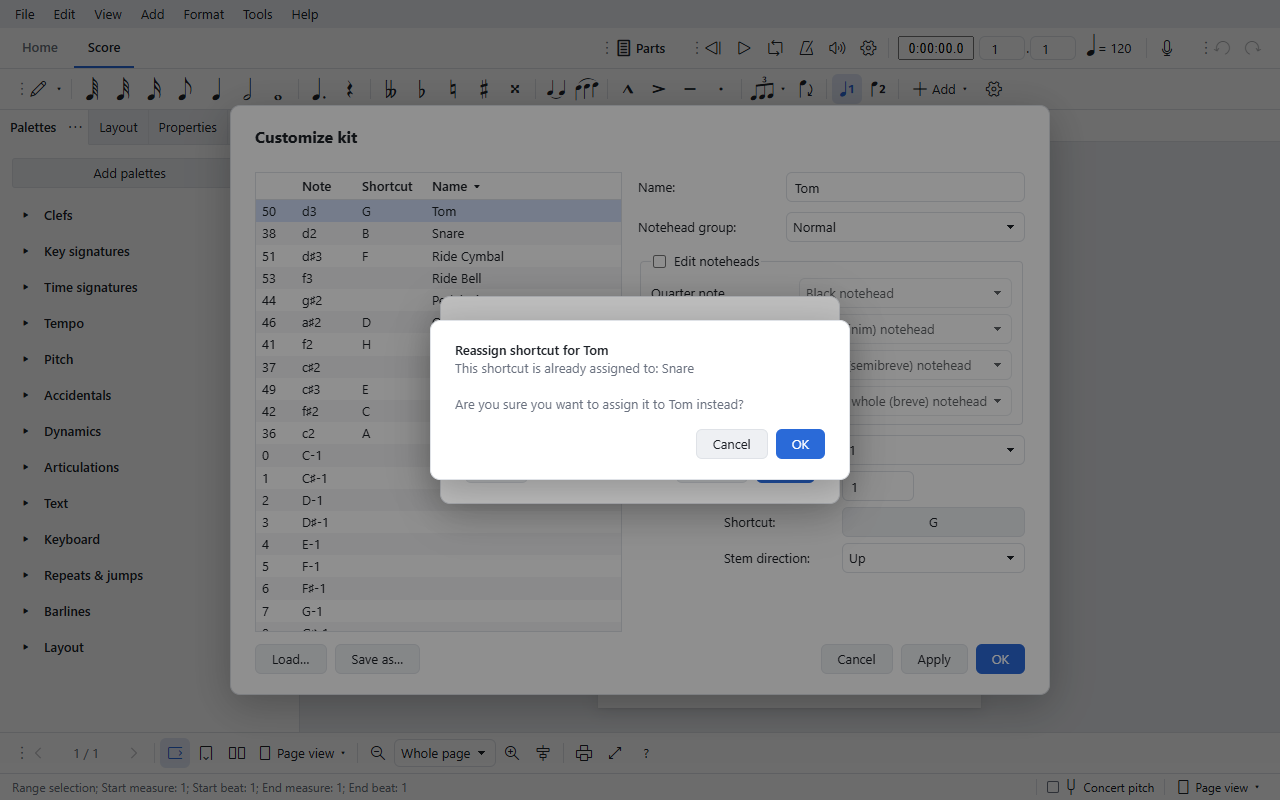 File Edit View Add Format Tools Help
Home Score Parts 0:00:00.0 1 . 1 = 120
3 1 2 Add
Palettes Layout Properties
Add palettes
Clefs
Key signatures
Time signatures
Tempo
Pitch
Accidentals
Dynamics
Articulations
Text
Keyboard
Repeats & jumps
Barlines
Layout
Customize kit
Note Shortcut Name
50 d3 G Tom
38 d2 B Snare
51 d♯3 F Ride Cymbal
53 f3 Ride Bell
44 g♯2
46 a♯2 D
41 f2 H
37 c♯2
49 c♯3 E
42 f♯2 C
36 c2 A
0 C-1
1 C♯-1
2 D-1
3 D♯-1
4 E-1
5 F-1
6 F♯-1
7 G-1
Load... Save as...
Name: Tom
Notehead group: Normal
Edit noteheads
Quarter note Black notehead
notehead
semibreve) notehead
whole (breve) notehead
1
1
Shortcut: G
Stem direction: Up
Cancel Apply OK
Reassign shortcut for Tom
This shortcut is already assigned to: Snare
Are you sure you want to assign it to Tom instead?
Cancel OK
1 / 1 Page view Whole page ?
Range selection; Start measure: 1; Start beat: 1; End measure: 1; End beat: 1 Concert pitch Page view